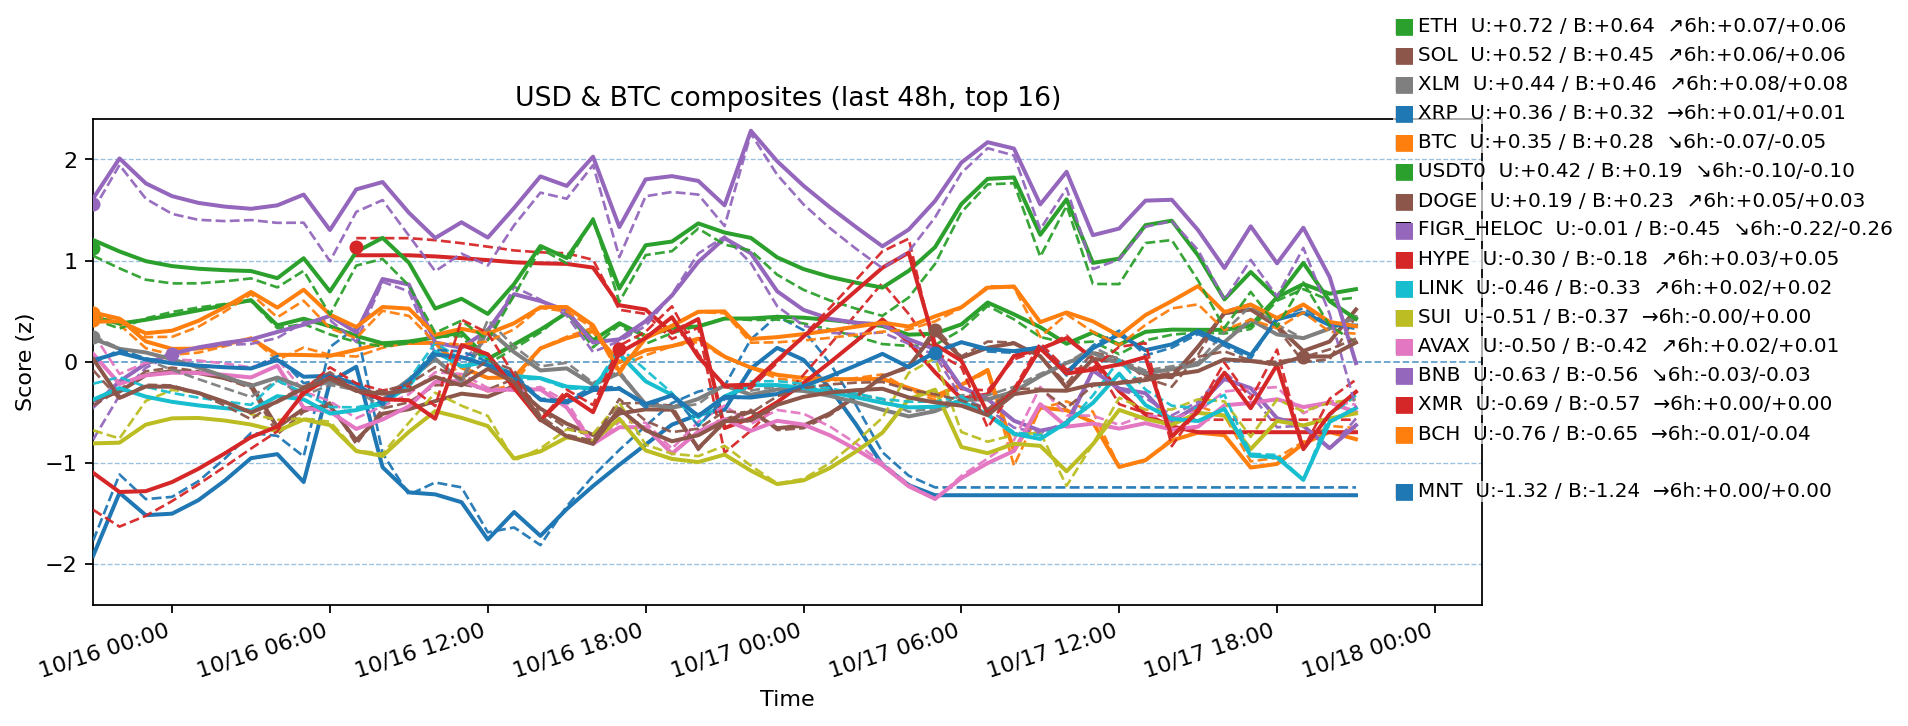 USD & BTC composites (last 48h, top 16)
ETH U:+0.72 / B:+0.64 ↗6h:+0.07/+0.06
SOL U:+0.52 / B:+0.45 ↗6h:+0.06/+0.06
XLM U:+0.44 / B:+0.46 ↗6h:+0.08/+0.08
XRP U:+0.36 / B:+0.32 →6h:+0.01/+0.01
BTC U:+0.35 / B:+0.28 ↘6h:-0.07/-0.05
USDT0 U:+0.42 / B:+0.19 ↘6h:-0.10/-0.10
DOGE U:+0.19 / B:+0.23 ↗6h:+0.05/+0.03
FIGR_HELOC U:-0.01 / B:-0.45 ↘6h:-0.22/-0.26
HYPE U:-0.30 / B:-0.18 ↗6h:+0.03/+0.05
LINK U:-0.46 / B:-0.33 ↗6h:+0.02/+0.02
SUI U:-0.51 / B:-0.37 →6h:-0.00/+0.00
AVAX U:-0.50 / B:-0.42 ↗6h:+0.02/+0.01
BNB U:-0.63 / B:-0.56 ↘6h:-0.03/-0.03
XMR U:-0.69 / B:-0.57 →6h:+0.00/+0.00
BCH U:-0.76 / B:-0.65 →6h:-0.01/-0.04
MNT U:-1.32 / B:-1.24 →6h:+0.00/+0.00
Score (z)
2
1
0
−1
−2
10/16 00:00
10/16 06:00
10/16 12:00
10/16 18:00
10/17 00:00
10/17 06:00
10/17 12:00
10/17 18:00
10/18 00:00
Time